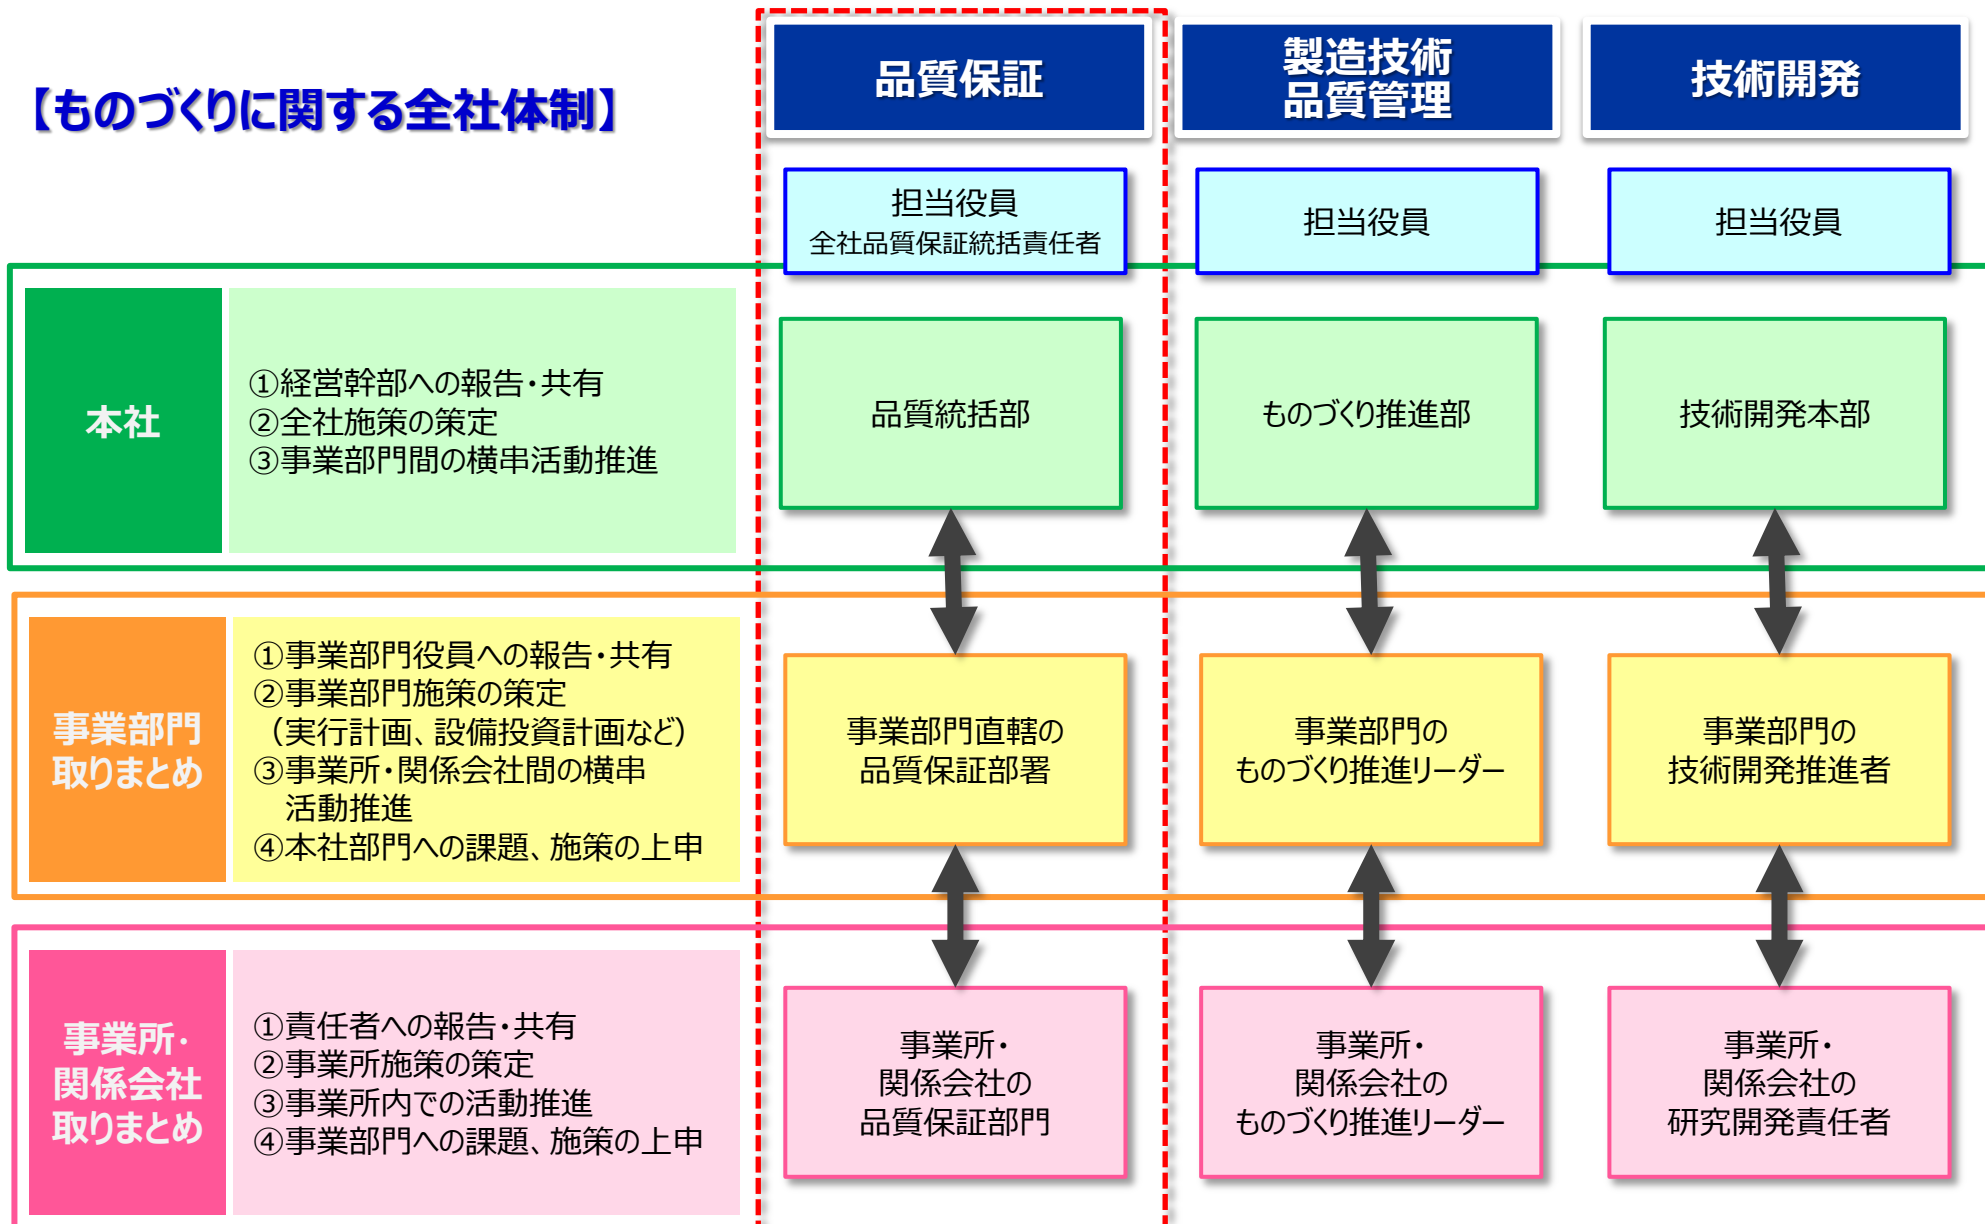 【ものづくりに関する全社体制】
品質保証
製造技術
品質管理
技術開発
担当役員
全社品質保証統括責任者
担当役員
担当役員
本社
①経営幹部への報告・共有
②全社施策の策定
③事業部門間の横串活動推進
品質統括部
ものづくり推進部
技術開発本部
事業部門
取りまとめ
①事業部門役員への報告・共有
②事業部門施策の策定
（実行計画、設備投資計画など）
③事業所・関係会社間の横串
活動推進
④本社部門への課題、施策の上申
事業部門直轄の
品質保証部署
事業部門の
ものづくり推進リーダー
事業部門の
技術開発推進者
事業所・
関係会社
取りまとめ
①責任者への報告・共有
②事業所施策の策定
③事業所内での活動推進
④事業部門への課題、施策の上申
事業所・
関係会社の
品質保証部門
事業所・
関係会社の
ものづくり推進リーダー
事業所・
関係会社の
研究開発責任者